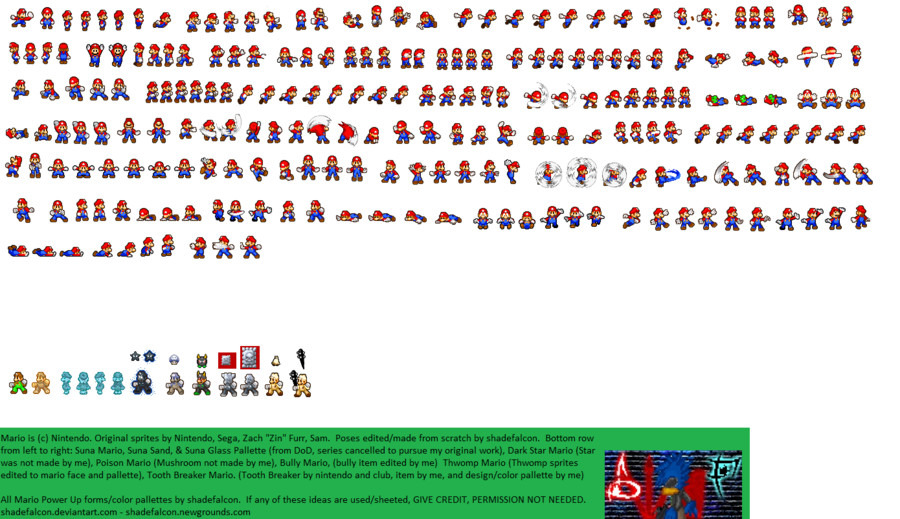 Mario is (c) Nintendo. Original sprites by Nintendo, Sega, Zach "Zin" Furr, Sam.  Poses edited/made from scratch by shadefalcon.  Bottom row
from left to right: Suna Mario, Suna Sand, & Suna Glass Pallette (from DoD, series cancelled to pursue my original work), Dark Star Mario (Star
was not made by me), Poison Mario (Mushroom not made by me), Bully Mario, (bully item edited by me)  Thwomp Mario (Thwomp sprites
edited to mario face and pallette), Tooth Breaker Mario. (Tooth Breaker by nintendo and club, item by me, and design/color pallette by me)
All Mario Power Up forms/color pallettes by shadefalcon.  If any of these ideas are used/sheeted, GIVE CREDIT, PERMISSION NOT NEEDED.
shadefalcon.deviantart.com - shadefalcon.newgrounds.com